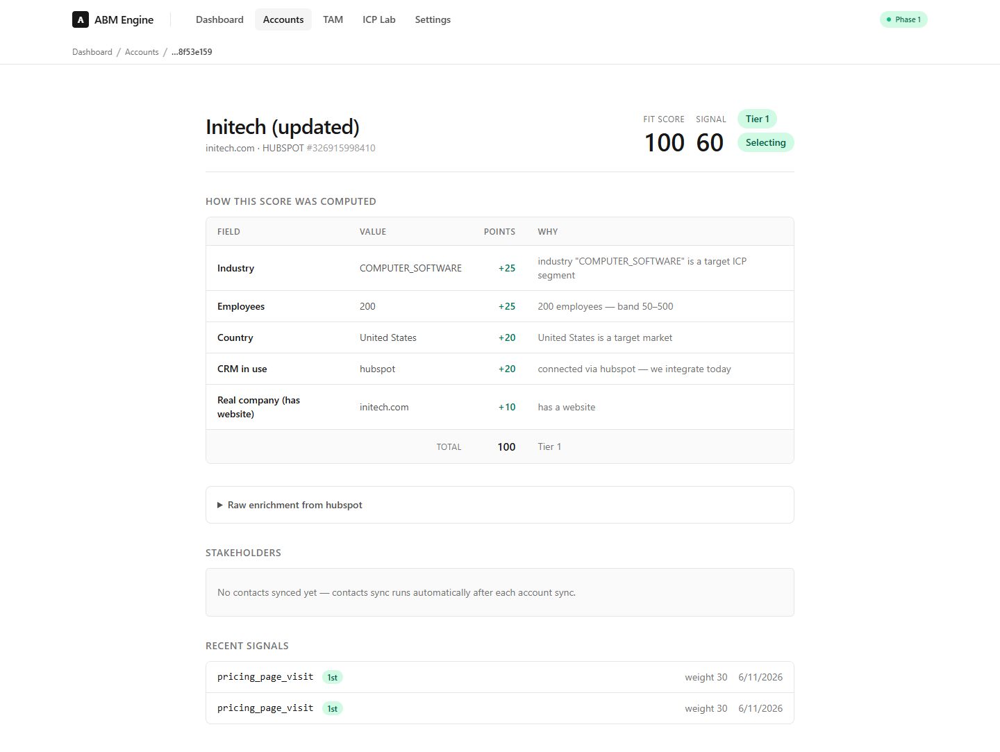 A ABM Engine Dashboard Accounts TAM ICP Lab Settings Phase 1
Dashboard / Accounts / ...8f53e159
Initech (updated)
initech.com · HUBSPOT #326915998410
FIT SCORE SIGNAL Tier 1
100 60 Selecting
HOW THIS SCORE WAS COMPUTED
FIELD VALUE POINTS WHY
Industry COMPUTER_SOFTWARE +25 industry "COMPUTER_SOFTWARE" is a target ICP
segment
Employees 200 +25 200 employees — band 50–500
Country United States +20 United States is a target market
CRM in use hubspot +20 connected via hubspot — we integrate today
Real company (has
website) initech.com +10 has a website
TOTAL 100 Tier 1
Raw enrichment from hubspot
STAKEHOLDERS
No contacts synced yet — contacts sync runs automatically after each account sync.
RECENT SIGNALS
pricing_page_visit 1st weight 30 6/11/2026
pricing_page_visit 1st weight 30 6/11/2026